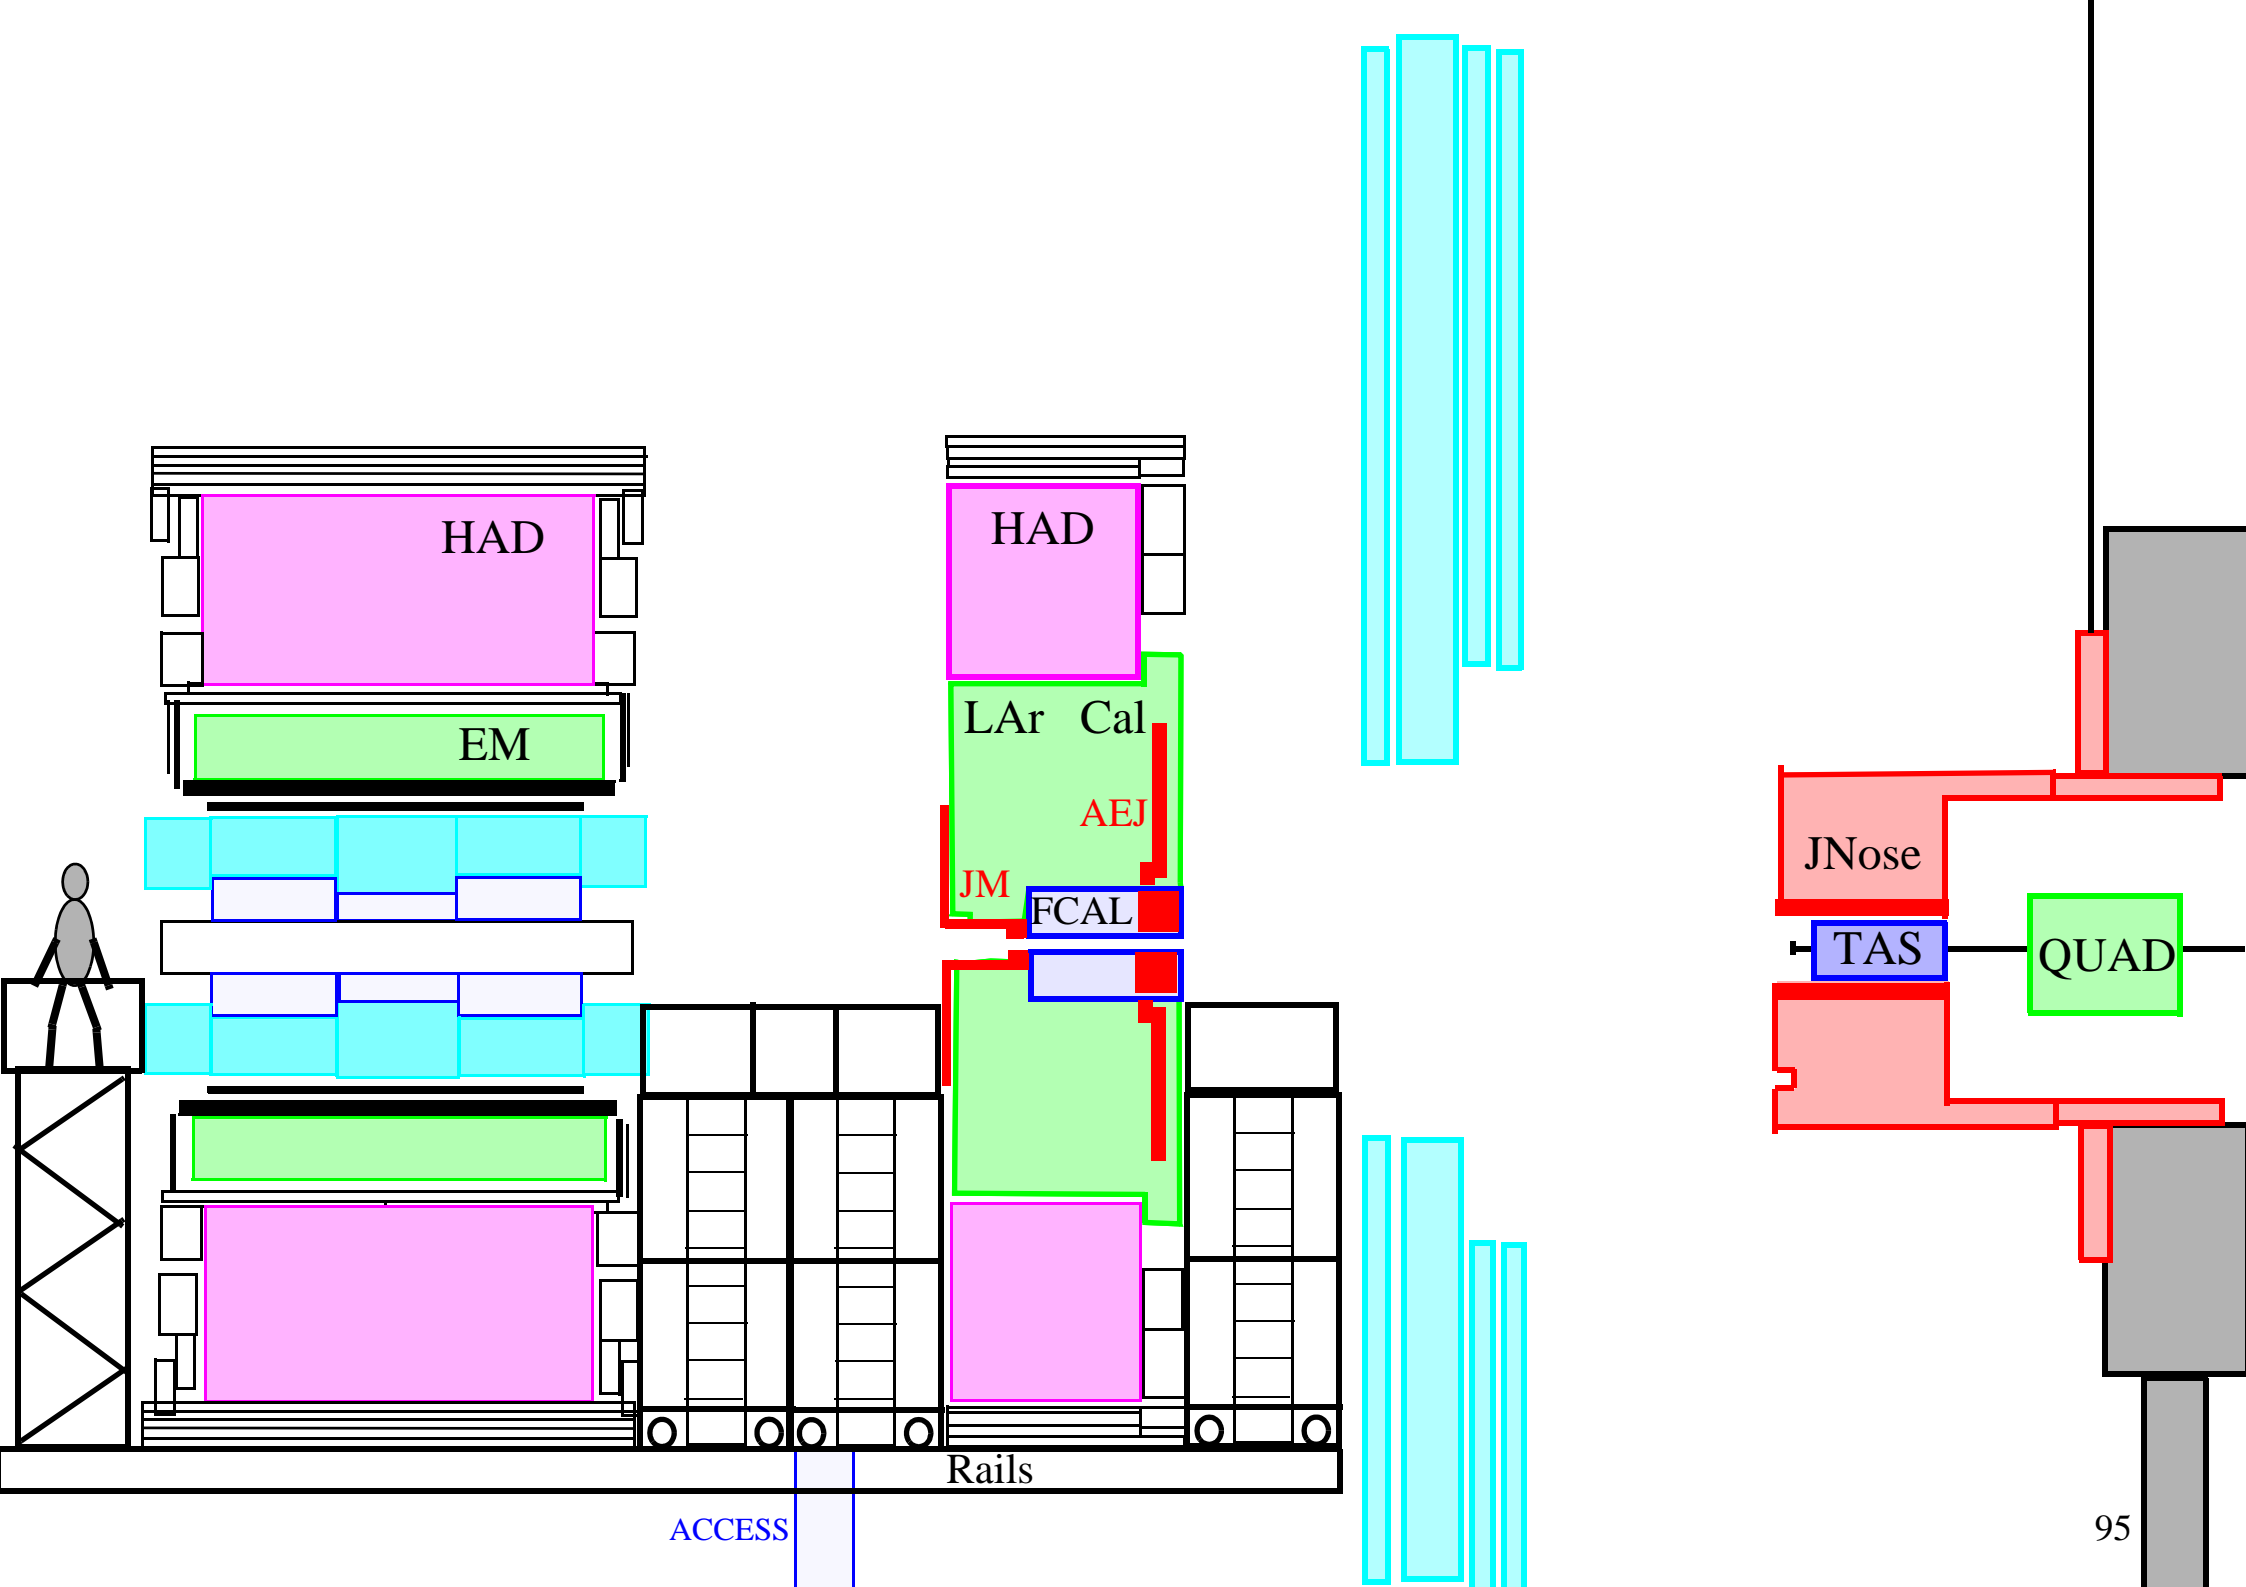 HAD
HAD
LAr Cal
EM
AEJ
JM
FCAL
JNose
TAS
QUAD
Rails
ACCESS
95